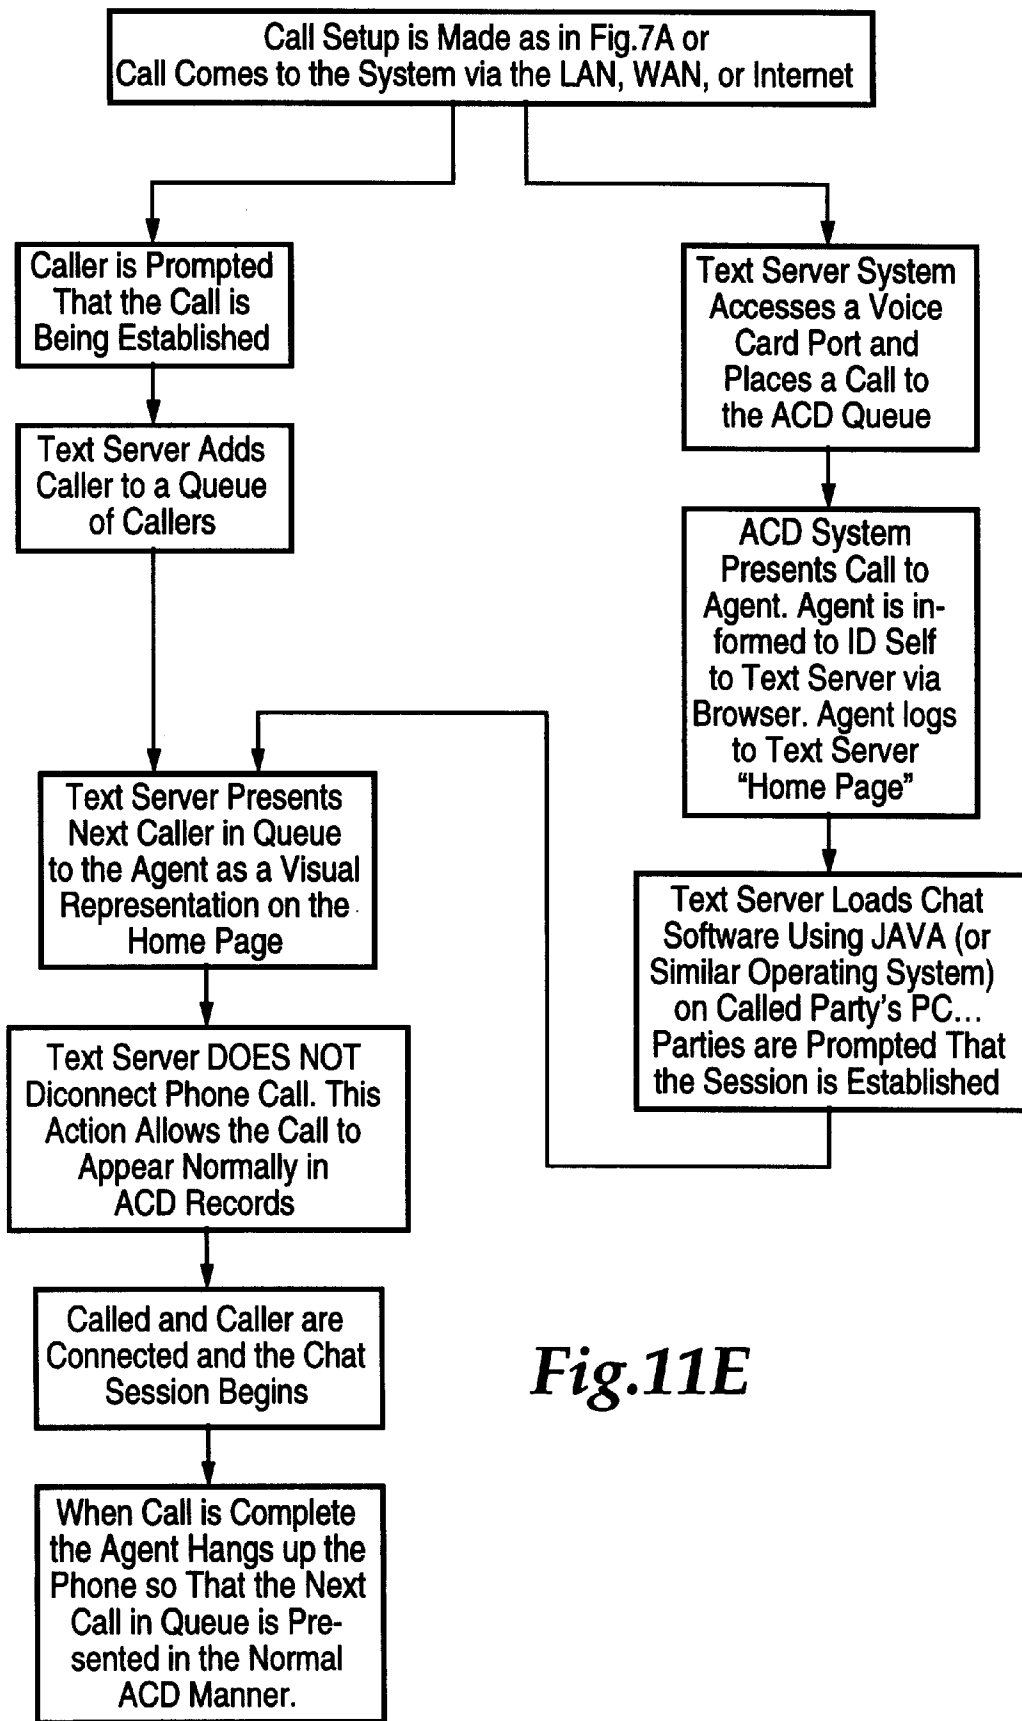 Call Setup is Made as in Fig.7A or
Call Comes to the System via the LAN, WAN, or Internet
Caller is Prompted
That the Call is
Being Established
Text Server Adds
Caller to a Queue
of Callers
Text Server System
Accesses a Voice
Card Port and
Places a Call to
the ACD Queue
ACD System
Presents Call to
Agent. Agent is in-
formed to ID Self
to Text Server via
Browser. Agent logs
to Text Server
“Home Page”
Text Server Loads Chat
Software Using JAVA (or
Similar Operating System)
on Called Party's PC...
Parties are Prompted That
the Session is Established
Text Server Presents
Next Caller in Queue
to the Agent as a Visual
Representation on the
Home Page
Text Server DOES NOT
Diconnect Phone Call. This
Action Allows the Call to
Appear Normally in
ACD Records
Called and Caller are
Connected and the Chat
Session Begins
When Call is Complete
the Agent Hangs up the
Phone so That the Next
Call in Queue is Pre-
sented in the Normal
ACD Manner.
Fig.11E